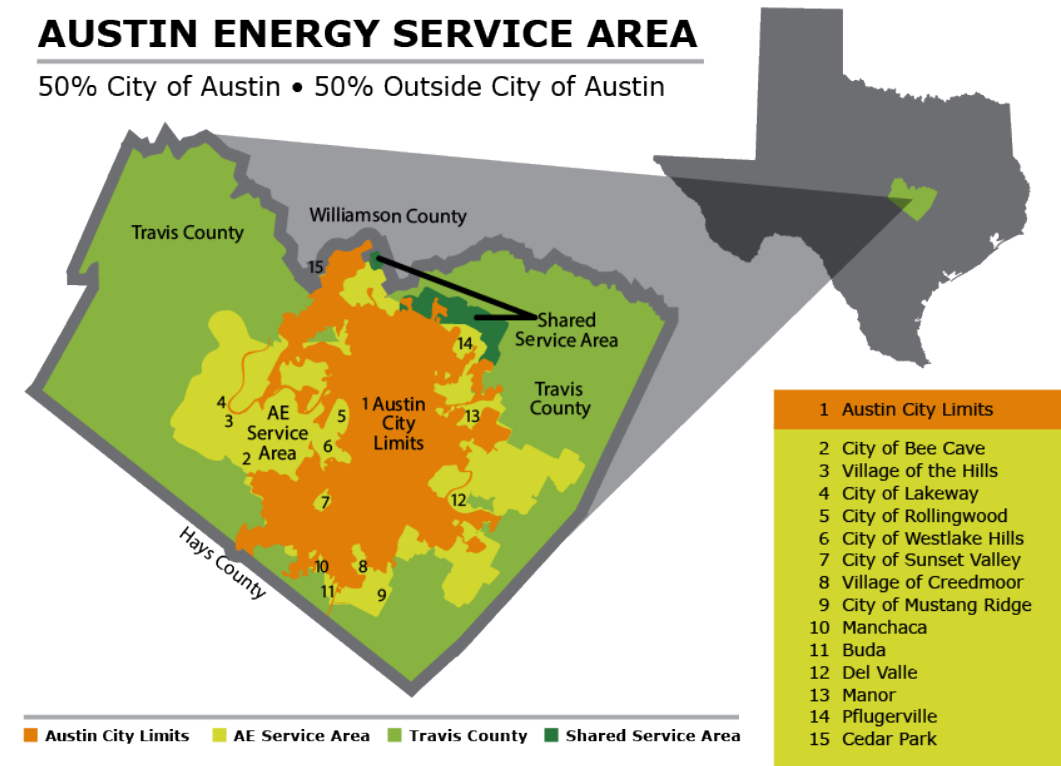 AUSTIN ENERGY SERVICE AREA
50% City of Austin • 50% Outside City of Austin
Williamson County
Travis County
15
Shared
Service Area
14
Travis
County
4
3
AE
Service
Area
2
5
6
1 Austin
City
Limits
13
7
12
Hays County
10
8
11
9
1 Austin City Limits
2 City of Bee Cave
3 Village of the Hills
4 City of Lakeway
5 City of Rollingwood
6 City of Westlake Hills
7 City of Sunset Valley
8 Village of Creedmoor
9 City of Mustang Ridge
10 Manchaca
11 Buda
12 Del Valle
13 Manor
14 Pflugerville
15 Cedar Park
Austin City Limits AE Service Area Travis County Shared Service Area